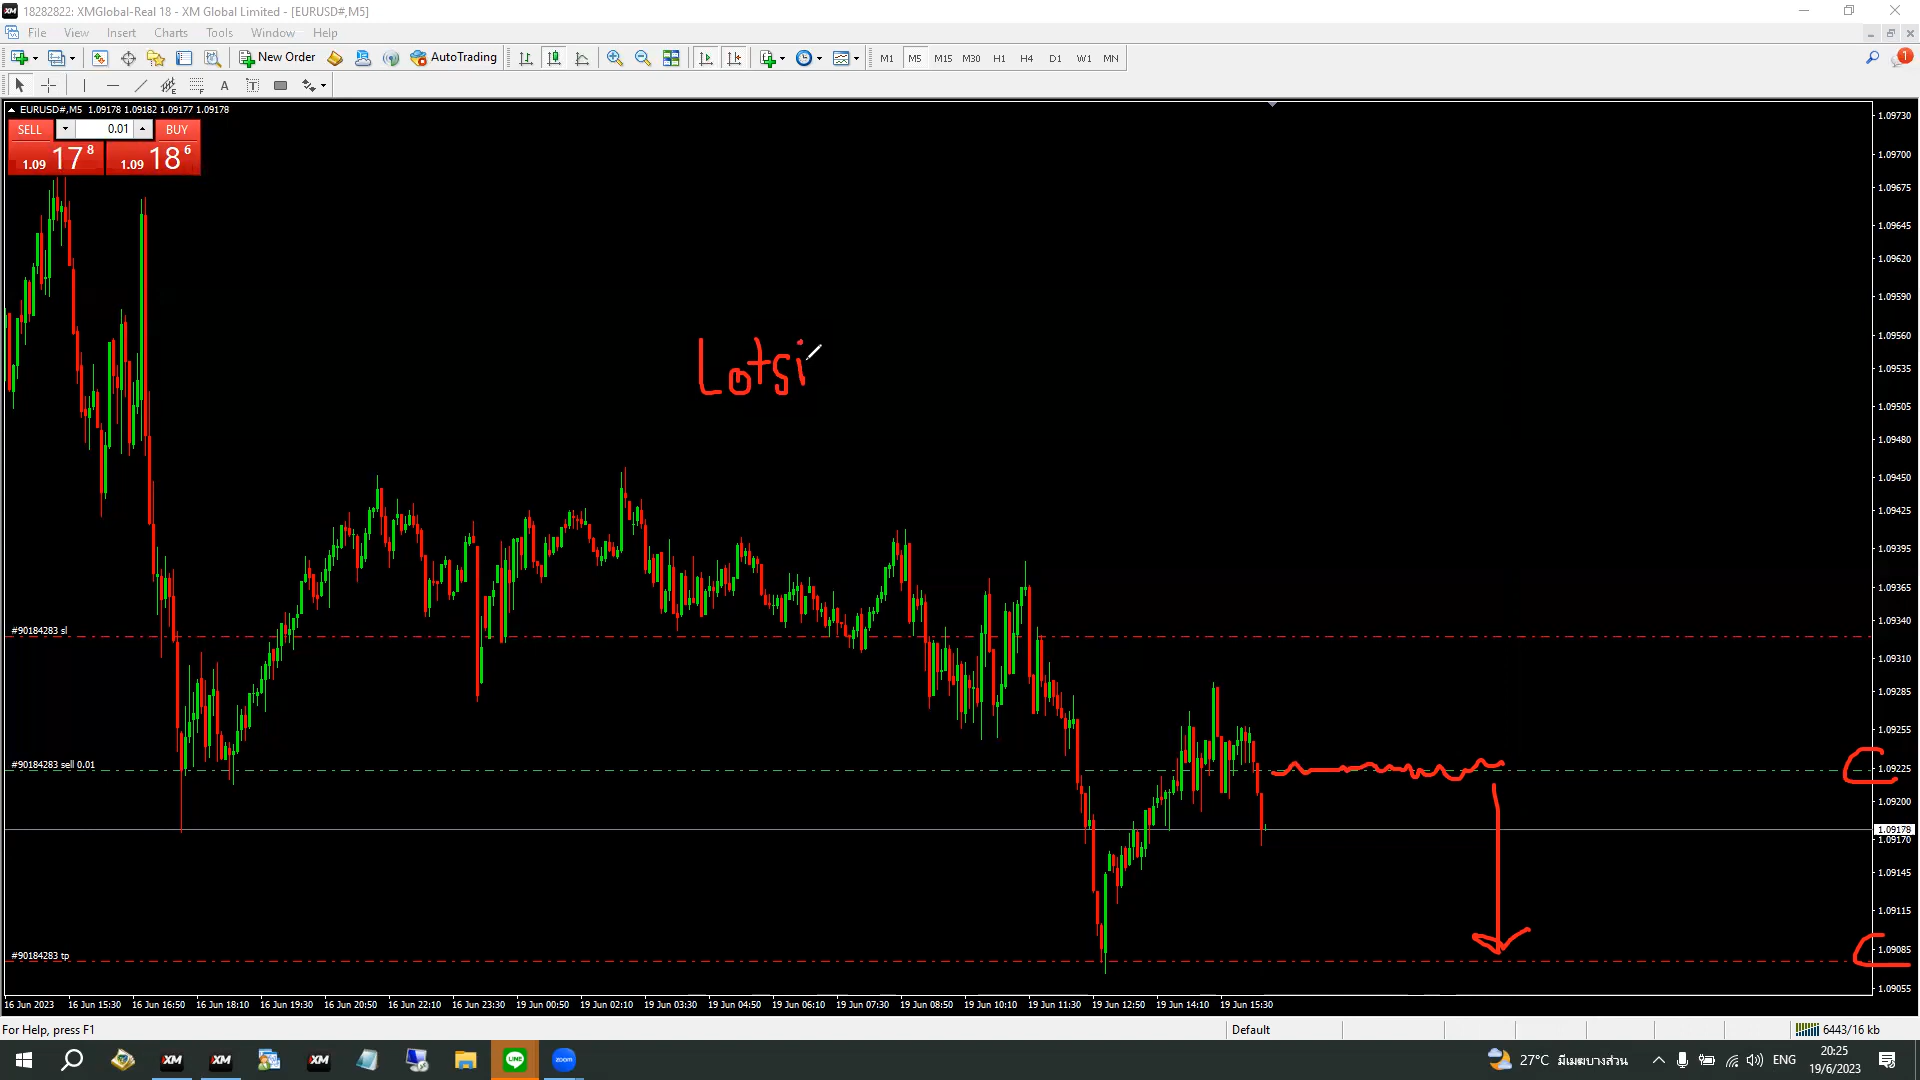 18282822: XMGlobal-Real 18 - XM Global Limited - [EURUSD#,M5]
File View Insert Charts Tools Window Help
New Order AutoTrading M1 M5 M15 M30 H1 H4 D1 W1 MN
EURUSD#,M5 1.09178 1.09182 1.09177 1.09178
SELL 0.01 BUY
1.09 17 8 1.09 18 6
Lotsi
#90184283 sl
#90184283 sell 0.01
#90184283 tp
1.09730
1.09700
1.09675
1.09645
1.09620
1.09590
1.09560
1.09535
1.09505
1.09480
1.09450
1.09425
1.09395
1.09365
1.09340
1.09310
1.09285
1.09255
1.09225
1.09200
1.09178
1.09170
1.09145
1.09115
1.09085
1.09055
16 Jun 2023 16 Jun 15:30 16 Jun 16:50 16 Jun 18:10 16 Jun 19:30 16 Jun 20:50 16 Jun 22:10 16 Jun 23:30 19 Jun 00:50 19 Jun 02:10 19 Jun 03:30 19 Jun 04:50 19 Jun 06:10 19 Jun 07:30 19 Jun 08:50 19 Jun 10:10 19 Jun 11:30 19 Jun 12:50 19 Jun 14:10 19 Jun 15:30
For Help, press F1 Default 6443/16 kb
27°C มีเมฆบางส่วน ENG
20:25
19/6/2023